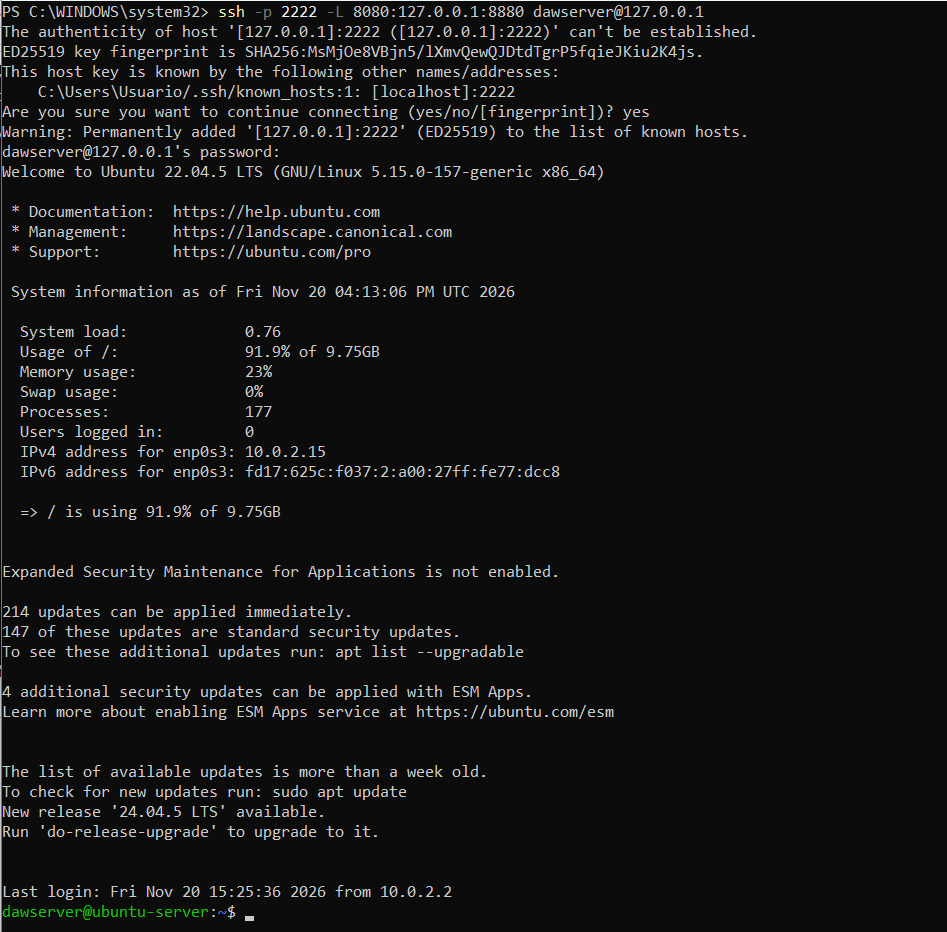 PS C:\WINDOWS\system32> ssh -p 2222 -L 8080:127.0.0.1:8880 dawserver@127.0.0.1
The authenticity of host '[127.0.0.1]:2222 ([127.0.0.1]:2222)' can't be established.
ED25519 key fingerprint is SHA256:MsMjOe8VBjn5/lXmvQewQJDtdTgrP5fqieJKiu2K4js.
This host key is known by the following other names/addresses:
    C:\Users\Usuario/.ssh/known_hosts:1: [localhost]:2222
Are you sure you want to continue connecting (yes/no/[fingerprint])? yes
Warning: Permanently added '[127.0.0.1]:2222' (ED25519) to the list of known hosts.
dawserver@127.0.0.1's password:
Welcome to Ubuntu 22.04.5 LTS (GNU/Linux 5.15.0-157-generic x86_64)

 * Documentation:  https://help.ubuntu.com
 * Management:     https://landscape.canonical.com
 * Support:        https://ubuntu.com/pro

 System information as of Fri Nov 20 04:13:06 PM UTC 2026

  System load:             0.76
  Usage of /:              91.9% of 9.75GB
  Memory usage:            23%
  Swap usage:              0%
  Processes:               177
  Users logged in:         0
  IPv4 address for enp0s3: 10.0.2.15
  IPv6 address for enp0s3: fd17:625c:f037:2:a00:27ff:fe77:dcc8

  => / is using 91.9% of 9.75GB

Expanded Security Maintenance for Applications is not enabled.

214 updates can be applied immediately.
147 of these updates are standard security updates.
To see these additional updates run: apt list --upgradable

4 additional security updates can be applied with ESM Apps.
Learn more about enabling ESM Apps service at https://ubuntu.com/esm

The list of available updates is more than a week old.
To check for new updates run: sudo apt update
New release '24.04.5 LTS' available.
Run 'do-release-upgrade' to upgrade to it.

Last login: Fri Nov 20 15:25:36 2026 from 10.0.2.2
dawserver@ubuntu-server:~$ _